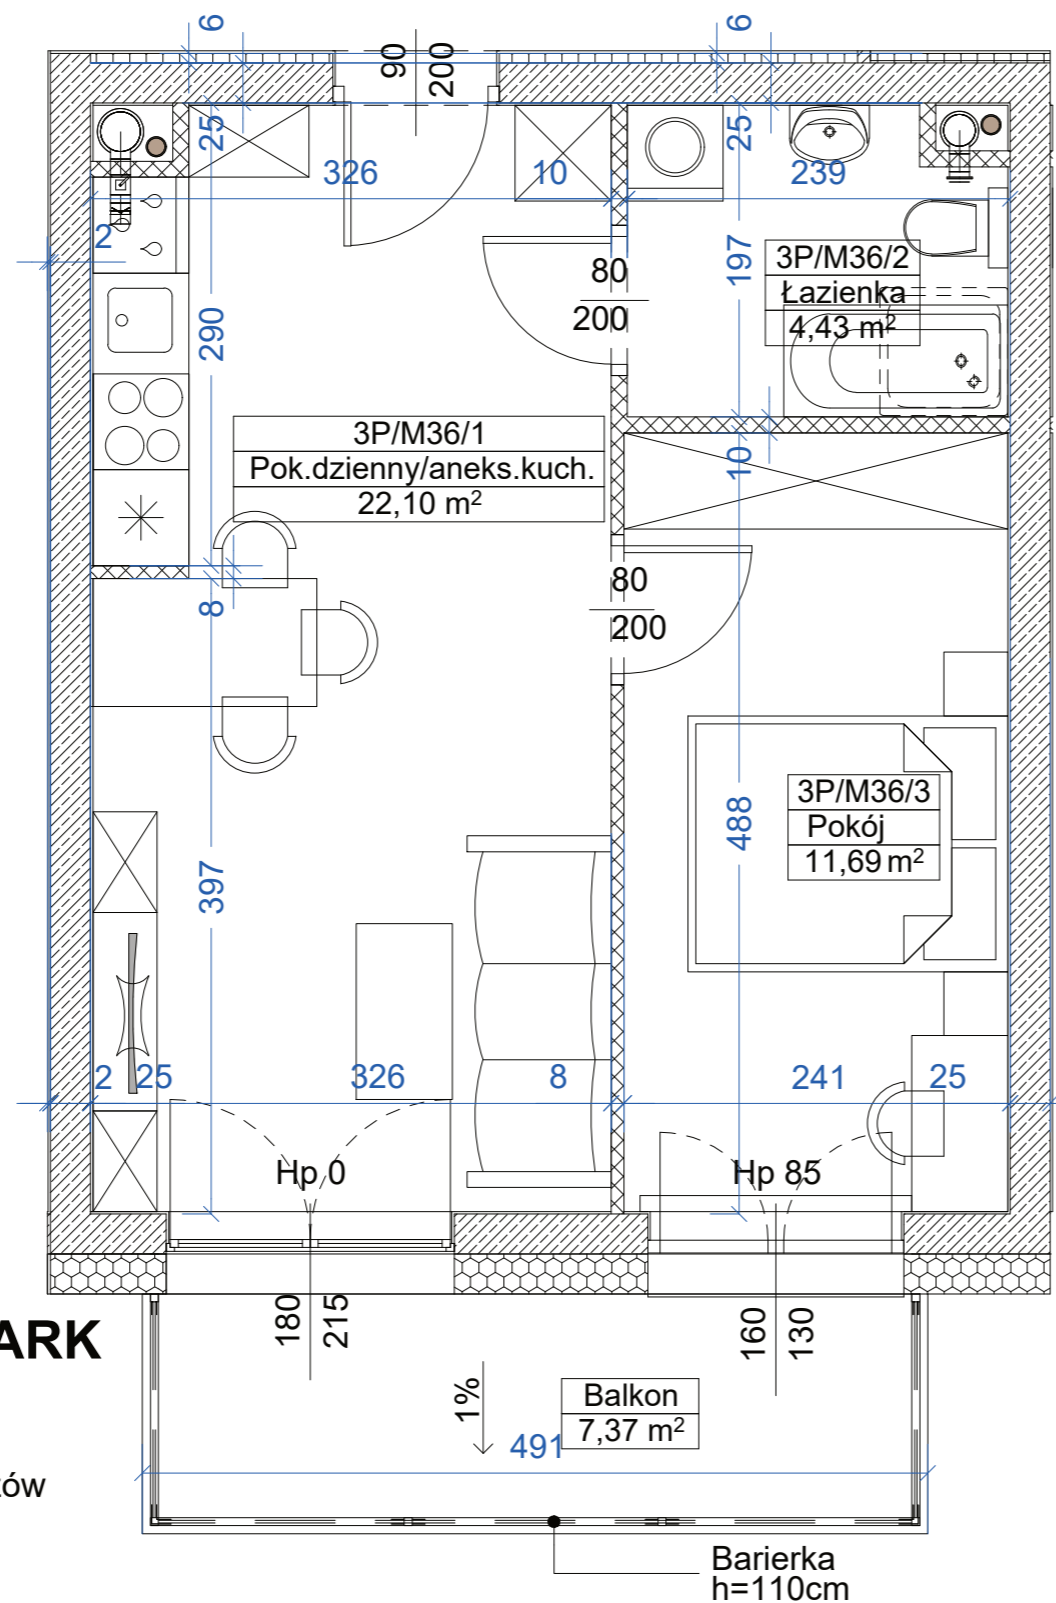 6
6
90
200
25
25
326
10
239
2
197
80
200
3P/M36/2
Łazienka
4,43 m²
290
3P/M36/1
Pok.dzienny/aneks.kuch.
22,10 m²
10
8
80
200
397
488
3P/M36/3
Pokój
11,69 m²
2
25
326
8
241
25
Hp 0
Hp 85
180
215
160
130
ARK
1%
Balkon
7,37 m²
491
ów
Barierka
h=110cm